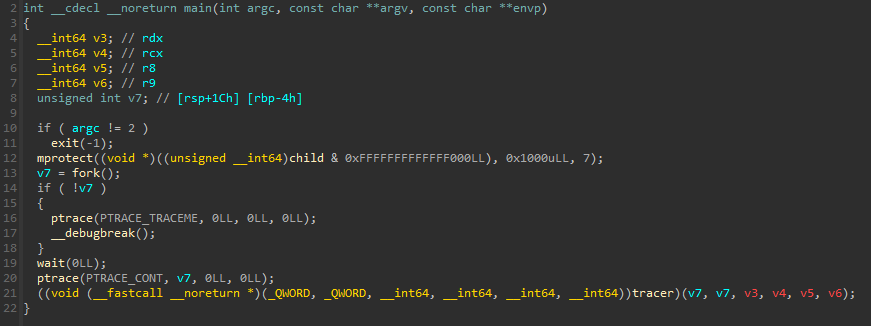 2 int __cdecl __noreturn main(int argc, const char **argv, const char **envp)
3 {
4 __int64 v3; // rdx
5 __int64 v4; // rcx
6 __int64 v5; // r8
7 __int64 v6; // r9
8 unsigned int v7; // [rsp+1Ch] [rbp-4h]
9
10 if ( argc != 2 )
11 exit(-1);
12 mprotect((void *)((unsigned __int64)child & 0xFFFFFFFFFFFFF000LL), 0x1000uLL, 7);
13 v7 = fork();
14 if ( !v7 )
15 {
16 ptrace(PTRACE_TRACEME, 0LL, 0LL, 0LL);
17 __debugbreak();
18 }
19 wait(0LL);
20 ptrace(PTRACE_CONT, v7, 0LL, 0LL);
21 ((void (__fastcall __noreturn *)(_QWORD, _QWORD, __int64, __int64, __int64, __int64))tracer)(v7, v7, v3, v4, v5, v6);
22 }